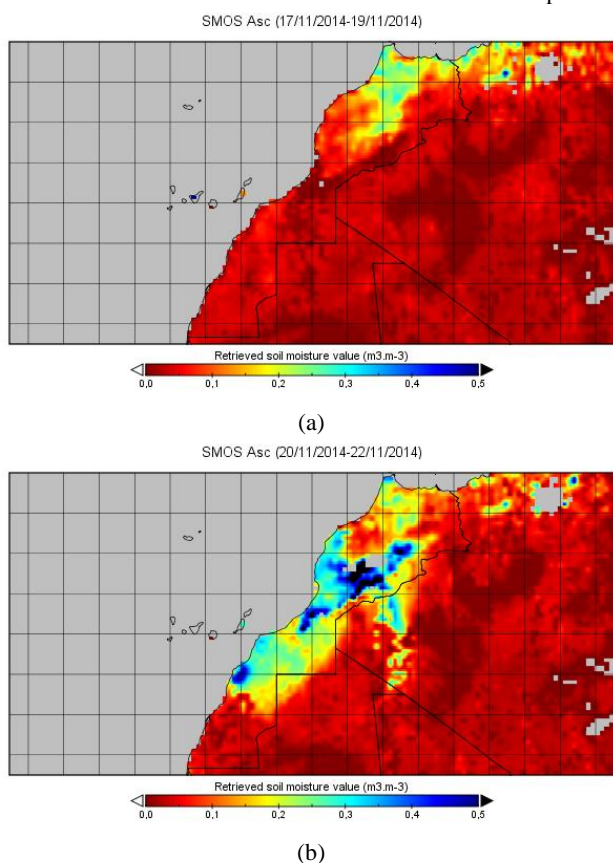 SMOS Asc (17/11/2014-19/11/2014)
Retrieved soil moisture value (m3.m-3)
0,0 0,1 0,2 0,3 0,4 0,5
(a)
SMOS Asc (20/11/2014-22/11/2014)
Retrieved soil moisture value (m3.m-3)
0,0 0,1 0,2 0,3 0,4 0,5
(b)